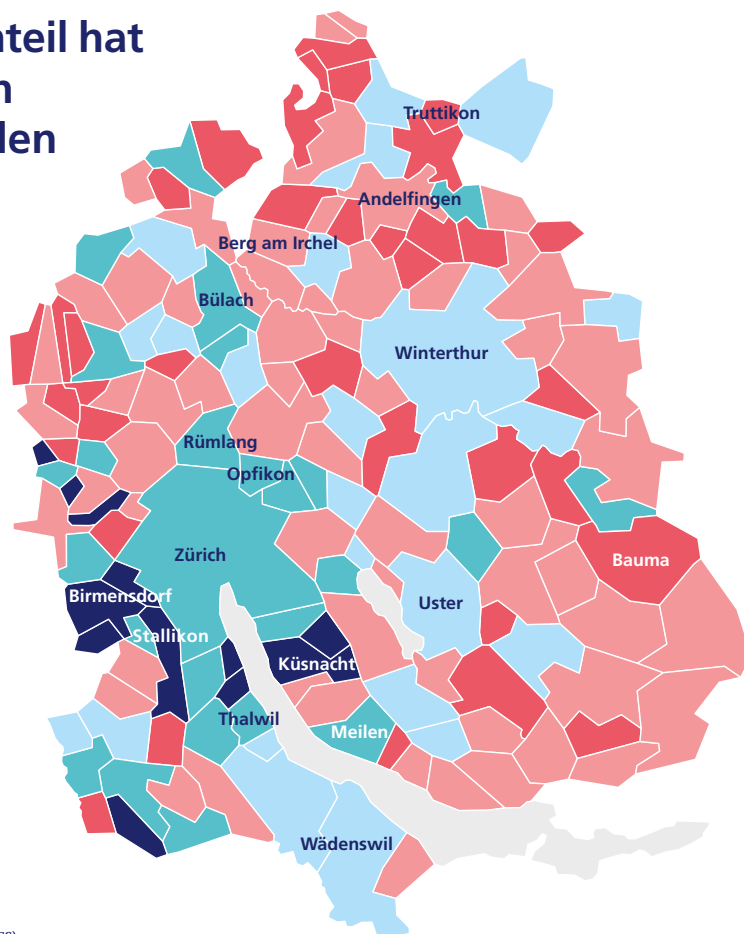 nteil hat
n
den
Truttikon
Andelfingen
Berg am Irchel
Bülach
Winterthur
Rümlang
Opfikon
Zürich
Bauma
Birmensdorf
Uster
Stallikon
Küsnacht
Thalwil
Meilen
Wädenswil